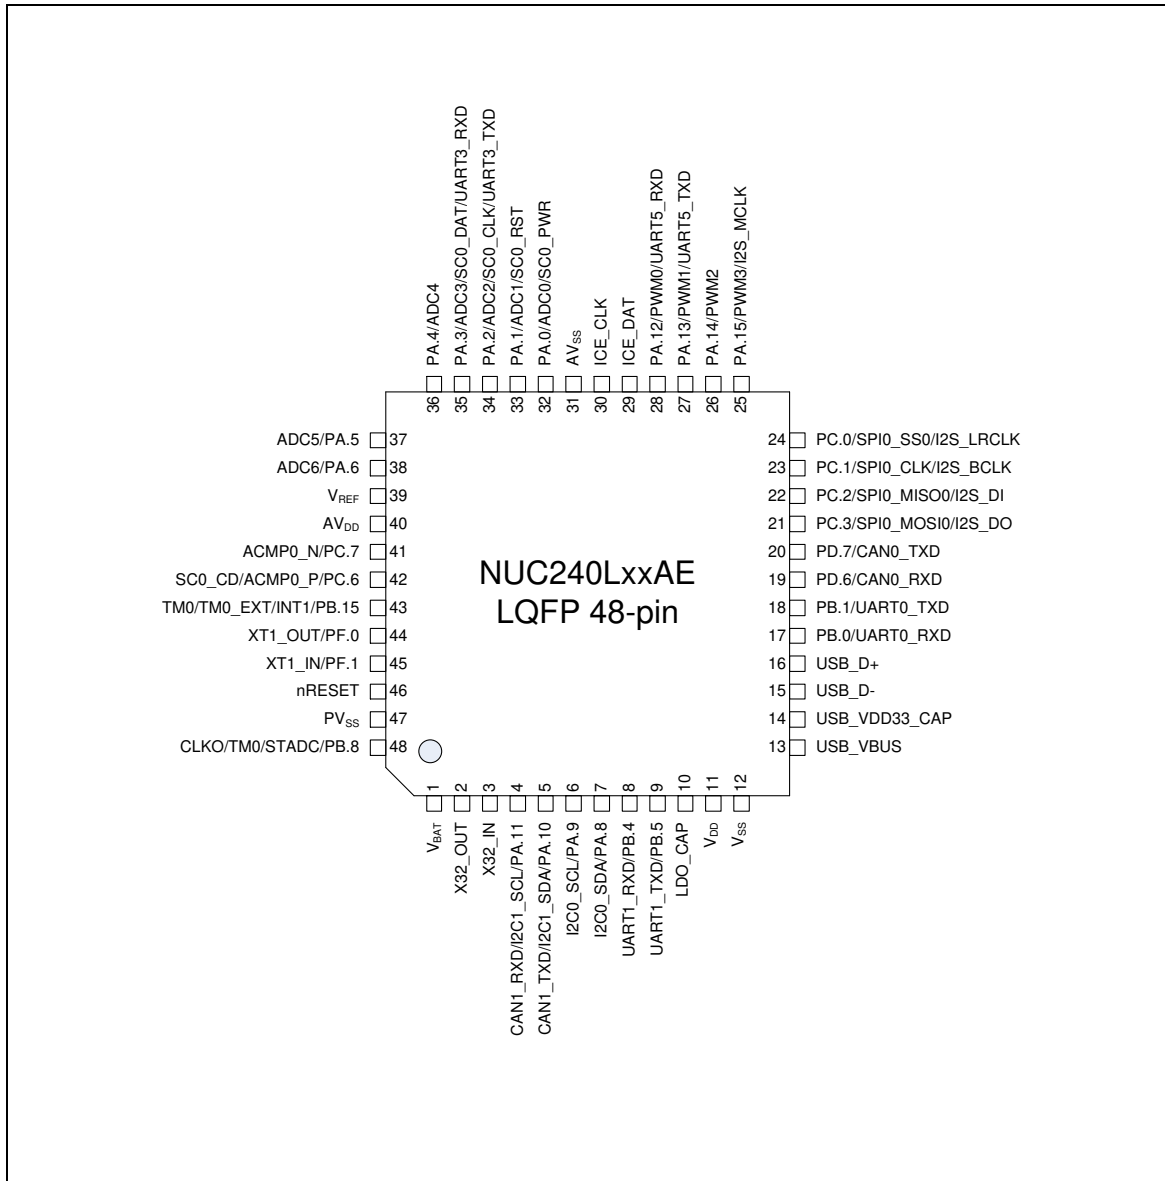 PA.4/ADC4
PA.3/ADC3/SC0_DAT/UART3_RXD
PA.2/ADC2/SC0_CLK/UART3_TXD
PA.1/ADC1/SC0_RST
PA.0/ADC0/SC0_PWR
AVSS
ICE_CLK
ICE_DAT
PA.12/PWM0/UART5_RXD
PA.13/PWM1/UART5_TXD
PA.14/PWM2
PA.15/PWM3/I2S_MCLK
36
35
34
33
32
31
30
29
28
27
26
25
ADC5/PA.5 37
ADC6/PA.6 38
VREF 39
AVDD 40
ACMP0_N/PC.7 41
SC0_CD/ACMP0_P/PC.6 42
TM0/TM0_EXT/INT1/PB.15 43
XT1_OUT/PF.0 44
XT1_IN/PF.1 45
nRESET 46
PVSS 47
CLKO/TM0/STADC/PB.8 48
NUC240LxxAE
LQFP 48-pin
24 PC.0/SPI0_SS0/I2S_LRCLK
23 PC.1/SPI0_CLK/I2S_BCLK
22 PC.2/SPI0_MISO0/I2S_DI
21 PC.3/SPI0_MOSI0/I2S_DO
20 PD.7/CAN0_TXD
19 PD.6/CAN0_RXD
18 PB.1/UART0_TXD
17 PB.0/UART0_RXD
16 USB_D+
15 USB_D-
14 USB_VDD33_CAP
13 USB_VBUS
1
2
3
4
5
6
7
8
9
10
11
12
VBAT
X32_OUT
X32_IN
CAN1_RXD/I2C1_SCL/PA.11
CAN1_TXD/I2C1_SDA/PA.10
I2C0_SCL/PA.9
I2C0_SDA/PA.8
UART1_RXD/PB.4
UART1_TXD/PB.5
LDO_CAP
VDD
VSS